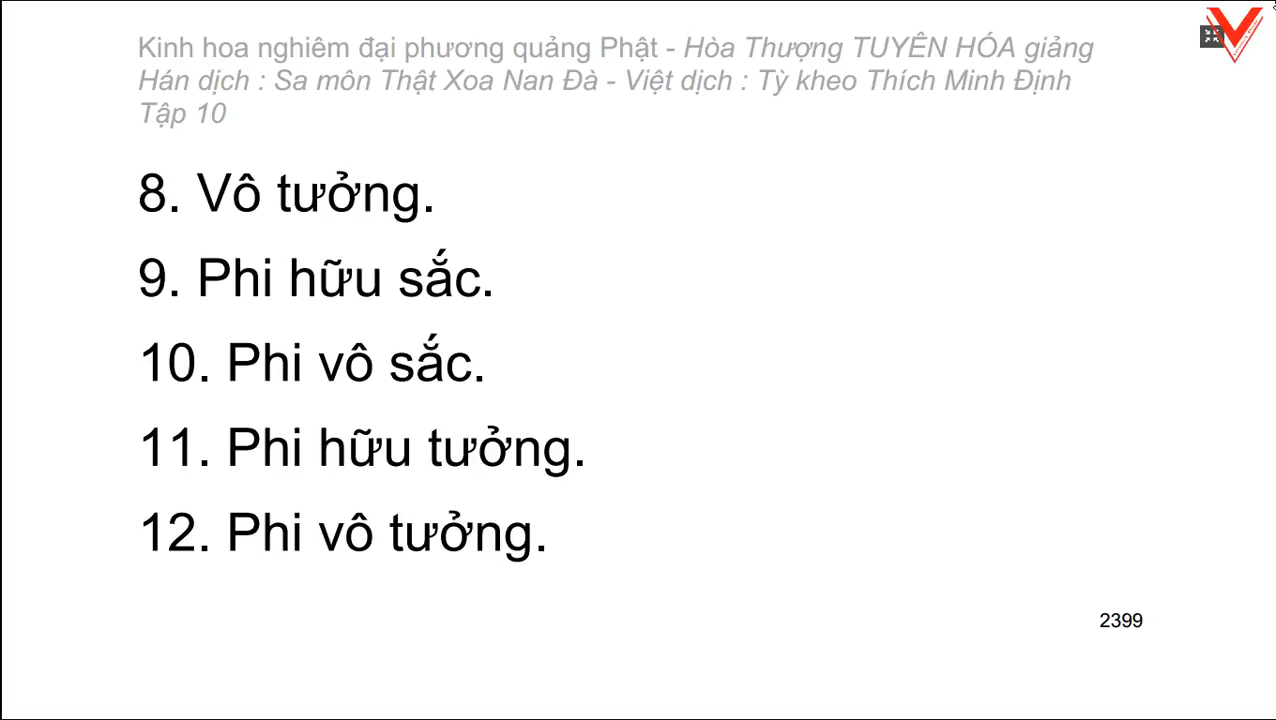 Kinh hoa nghiêm đại phương quảng Phật - Hòa Thượng TUYÊN HÓA giảng
Hán dịch : Sa môn Thật Xoa Nan Đà - Việt dịch : Tỳ kheo Thích Minh Định
Tập 10
8. Vô tưởng.
9. Phi hữu sắc.
10. Phi vô sắc.
11. Phi hữu tưởng.
12. Phi vô tưởng.
2399